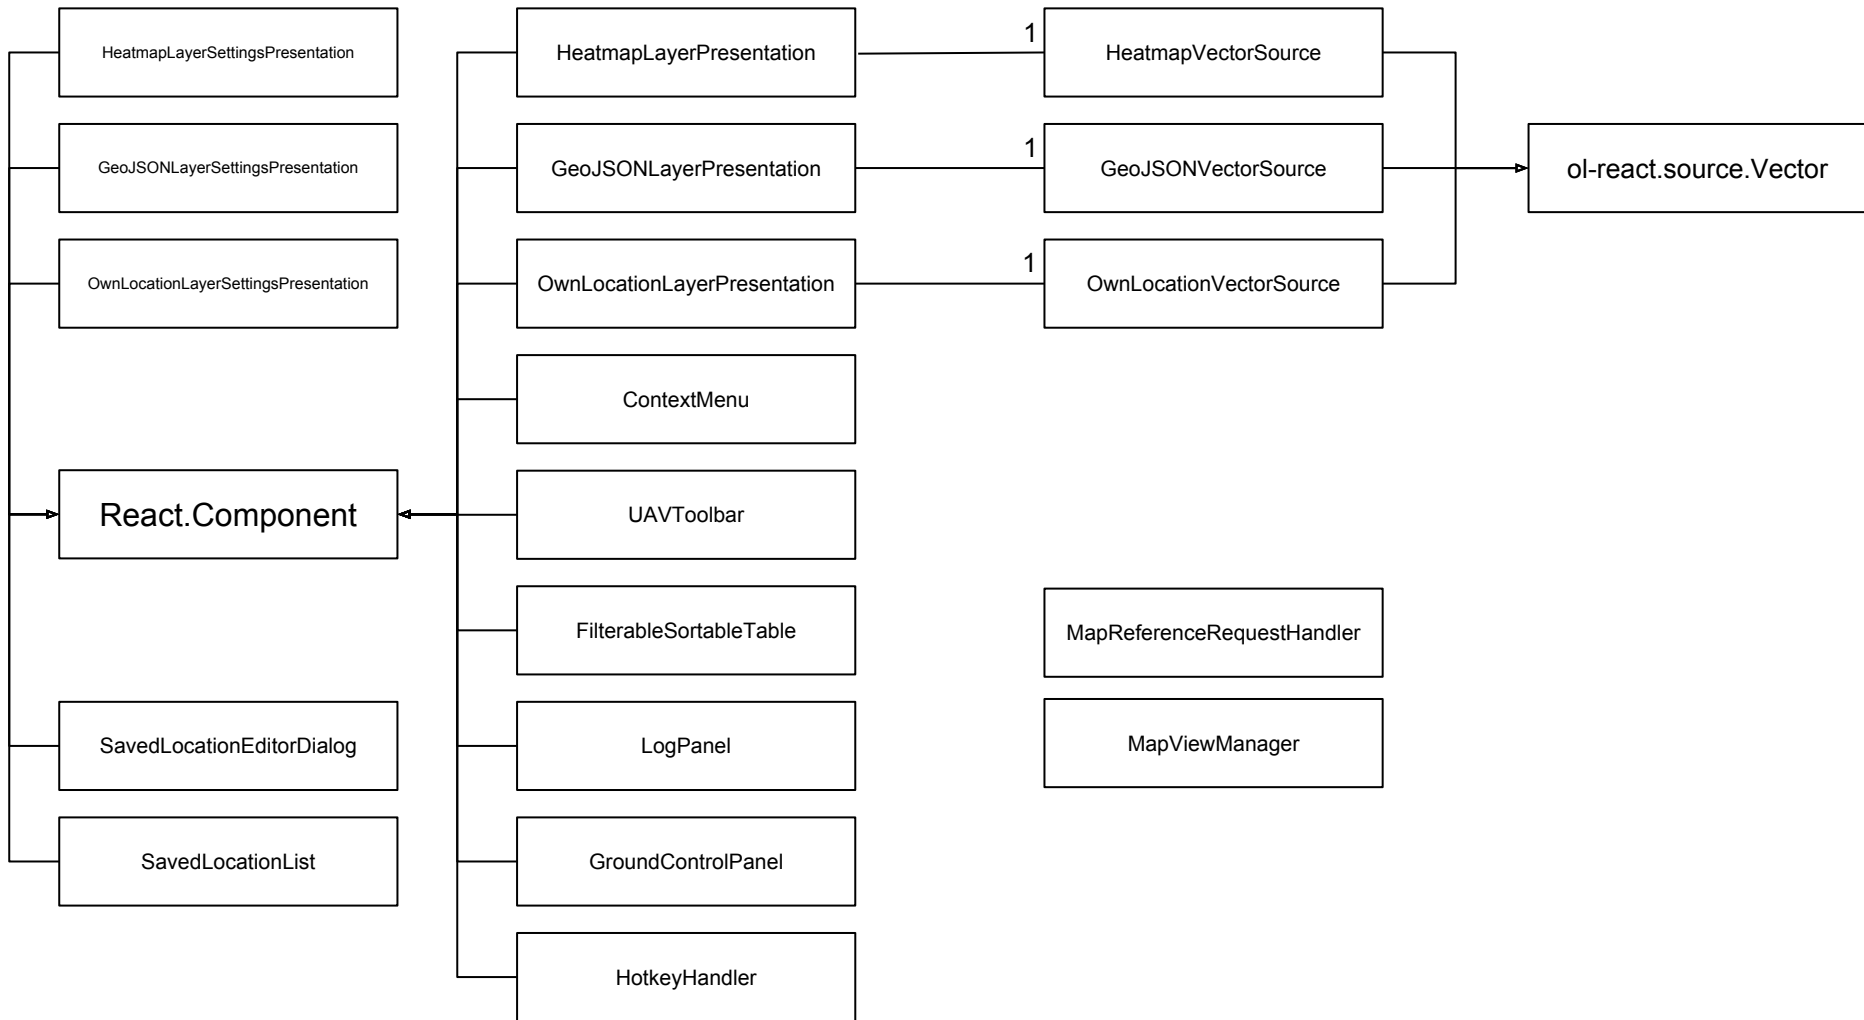 HeatmapLayerSettingsPresentation
HeatmapLayerPresentation
1
HeatmapVectorSource
GeoJSONLayerSettingsPresentation
GeoJSONLayerPresentation
1
GeoJSONVectorSource
ol-react.source.Vector
OwnLocationLayerSettingsPresentation
OwnLocationLayerPresentation
1
OwnLocationVectorSource
ContextMenu
React.Component
UAVToolbar
FilterableSortableTable
MapReferenceRequestHandler
SavedLocationEditorDialog
LogPanel
MapViewManager
SavedLocationList
GroundControlPanel
HotkeyHandler